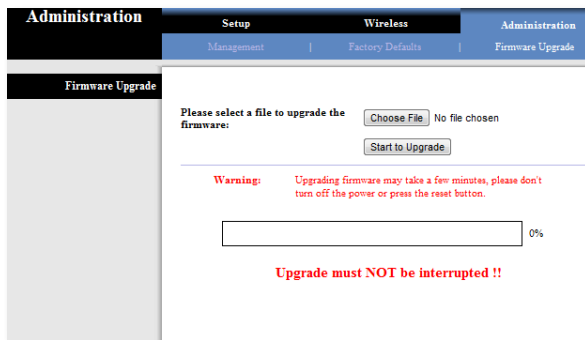 Administration
Setup Wireless Administration
Management | Factory Defaults | Firmware Upgrade
Firmware Upgrade
Please select a file to upgrade the
firmware:
Choose File No file chosen
Start to Upgrade
Warning: Upgrading firmware may take a few minutes, please don't
turn off the power or press the reset button.
0%
Upgrade must NOT be interrupted !!